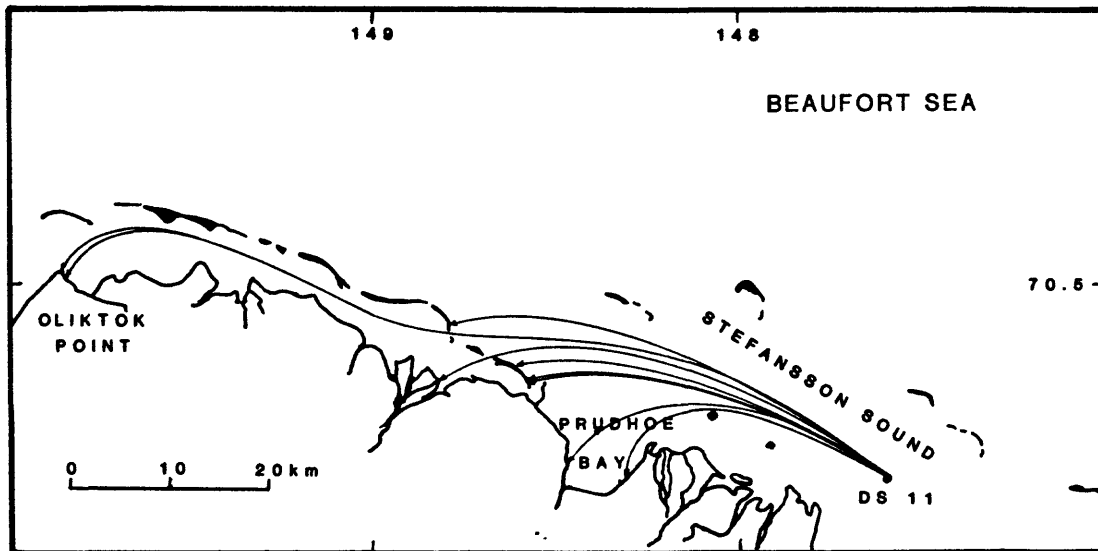 149
148
BEAUFORT SEA
70.5
OLIKTOK
POINT
STEFANSSON SOUND
PRUDHOE
BAY
0 10 20km
DS 11